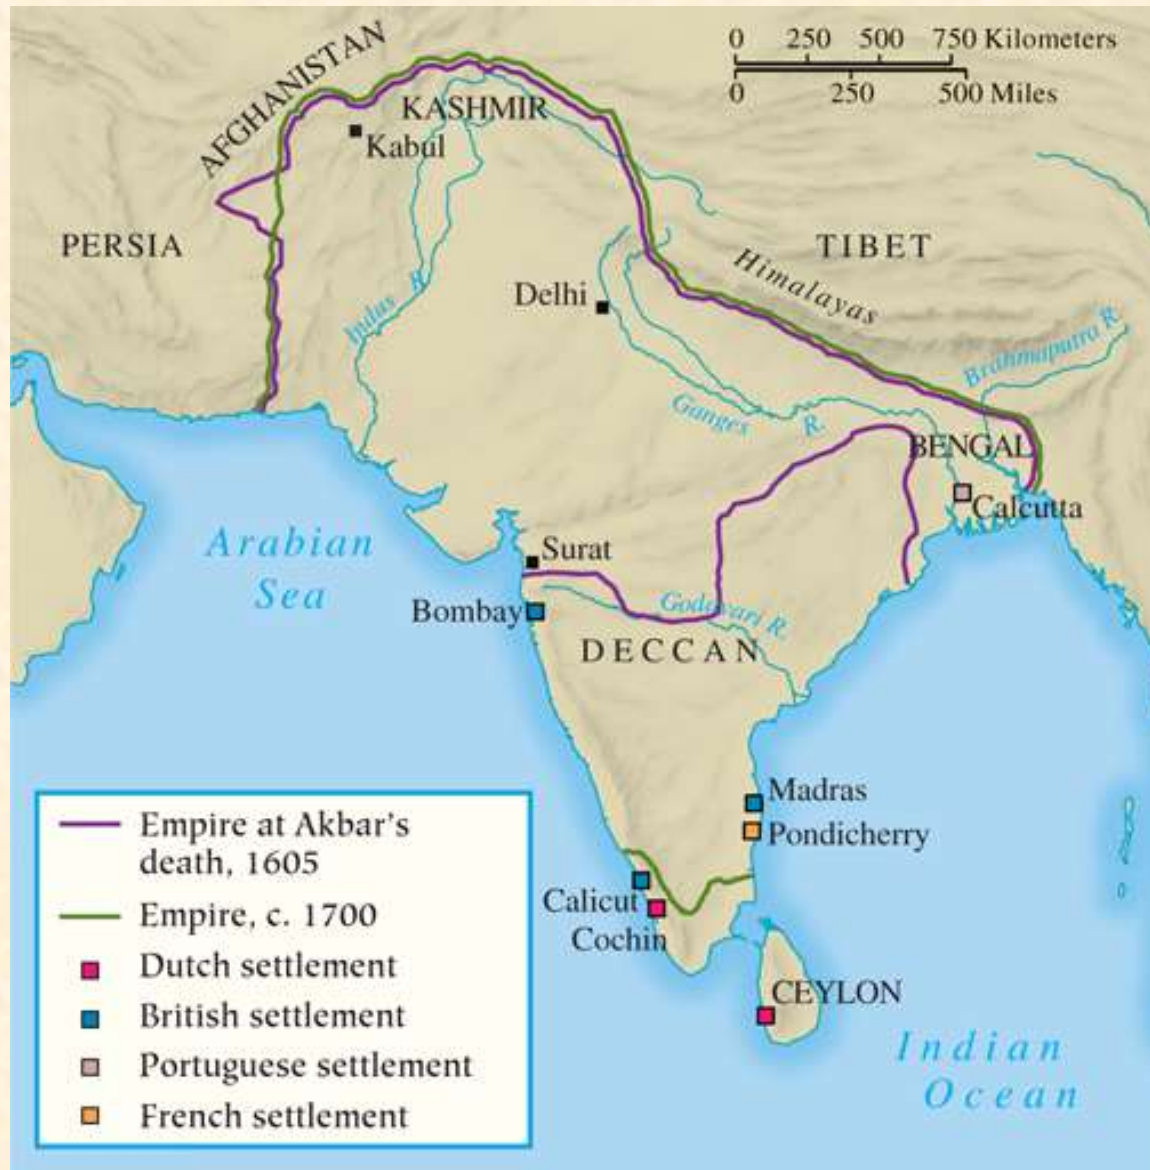 0 250 500 750 Kilometers
0 250 500 Miles
AFGHANISTAN
KASHMIR
Kabul
PERSIA
TIBET
Himalayas
Delhi
Indus R.
Brahmaputra R.
Ganges R.
BENGAL
Calcutta
Arabian
Sea
Surat
Bombay
Godavari R.
DECCAN
Madras
Pondicherry
Calicut
Cochin
CEYLON
Indian
Ocean
Empire at Akbar's
death, 1605
Empire, c. 1700
Dutch settlement
British settlement
Portuguese settlement
French settlement